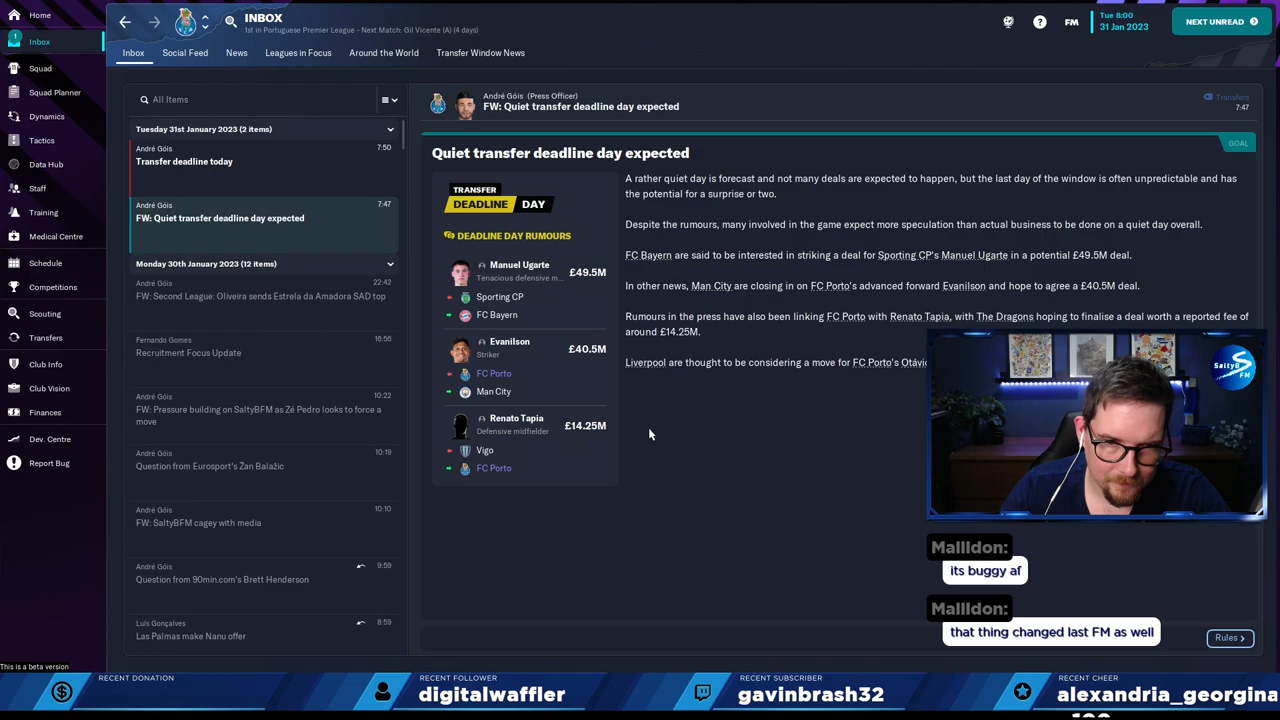 Home
INBOX
1st in Portuguese Premier League - Next Match: Gil Vicente (A) (4 days)
FM
Tue 8:00
31 Jan 2023
NEXT UNREAD
1
Inbox
Squad
Squad Planner
Dynamics
Tactics
Data Hub
Staff
Training
Medical Centre
Schedule
Competitions
Scouting
Transfers
Club Info
Club Vision
Finances
Dev. Centre
Report Bug
This is a beta version
Inbox
Social Feed
News
Leagues in Focus
Around the World
Transfer Window News
All Items
Tuesday 31st January 2023 (2 items)
André Góis
7:50
Transfer deadline today
André Góis
7:47
FW: Quiet transfer deadline day expected
Monday 30th January 2023 (12 items)
André Góis
22:42
FW: Second League: Oliveira sends Estrela da Amadora SAD top
Fernando Gomes
16:56
Recruitment Focus Update
André Góis
10:22
FW: Pressure building on SaltyBFM as Zé Pedro looks to force a
move
André Góis
10:19
Question from Eurosport's Žan Balažic
André Góis
10:10
FW: SaltyBFM cagey with media
André Góis
9:59
Question from 90min.com's Brett Henderson
Luís Gonçalves
8:59
Las Palmas make Nanu offer
André Góis (Press Officer)
FW: Quiet transfer deadline day expected
Transfers
7:47
GOAL
Quiet transfer deadline day expected
TRANSFER
DEADLINE DAY
DEADLINE DAY RUMOURS
Manuel Ugarte
Tenacious defensive m...
£49.5M
Sporting CP
FC Bayern
Evanilson
Striker
£40.5M
FC Porto
Man City
Renato Tapia
Defensive midfielder
£14.25M
Vigo
FC Porto
A rather quiet day is forecast and not many deals are expected to happen, but the last day of the window is often unpredictable and has
the potential for a surprise or two.
Despite the rumours, many involved in the game expect more speculation than actual business to be done on a quiet day overall.
FC Bayern are said to be interested in striking a deal for Sporting CP's Manuel Ugarte in a potential £49.5M deal.
In other news, Man City are closing in on FC Porto's advanced forward Evanilson and hope to agree a £40.5M deal.
Rumours in the press have also been linking FC Porto with Renato Tapia, with The Dragons hoping to finalise a deal worth a reported fee of
around £14.25M.
Liverpool are thought to be considering a move for FC Porto's Otávio
SaltyB
FM
Mallldon:
its buggy af
Mallldon:
that thing changed last FM as well
Rules
RECENT DONATION
RECENT FOLLOWER
digitalwaffler
RECENT SUBSCRIBER
gavinbrash32
RECENT CHEER
alexandria_georgina